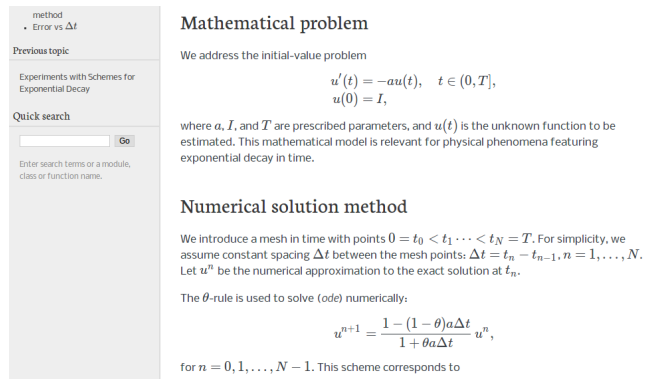 method
• Error vs Δt
Previous topic
Experiments with Schemes for
Exponential Decay
Quick search
Go
Enter search terms or a module,
class or function name.
Mathematical problem
We address the initial-value problem
u′(t) = −au(t), t ∈ (0, T],
u(0) = I,
where a, I, and T are prescribed parameters, and u(t) is the unknown function to be
estimated. This mathematical model is relevant for physical phenomena featuring
exponential decay in time.
Numerical solution method
We introduce a mesh in time with points 0 = t₀ < t₁ ⋯ < t_N = T. For simplicity, we
assume constant spacing Δt between the mesh points: Δt = tₙ − tₙ₋₁, n = 1, …, N.
Let uⁿ be the numerical approximation to the exact solution at tₙ.
The θ-rule is used to solve (ode) numerically:
uⁿ⁺¹ = (1 − (1 − θ)aΔt) / (1 + θaΔt) uⁿ,
for n = 0, 1, …, N − 1. This scheme corresponds to